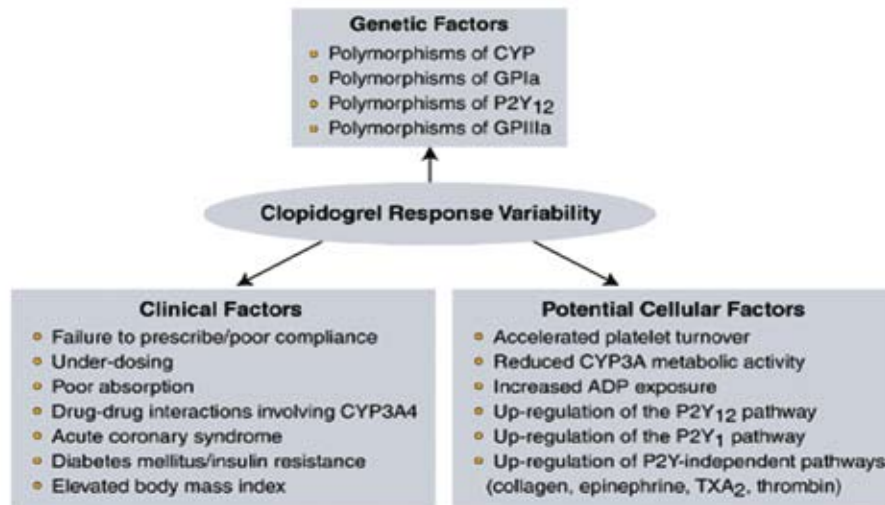 Genetic Factors
Polymorphisms of CYP
Polymorphisms of GPIa
Polymorphisms of P2Y₁₂
Polymorphisms of GPIIIa
Clopidogrel Response Variability
Clinical Factors
Failure to prescribe/poor compliance
Under-dosing
Poor absorption
Drug-drug interactions involving CYP3A4
Acute coronary syndrome
Diabetes mellitus/insulin resistance
Elevated body mass index
Potential Cellular Factors
Accelerated platelet turnover
Reduced CYP3A metabolic activity
Increased ADP exposure
Up-regulation of the P2Y₁₂ pathway
Up-regulation of the P2Y₁ pathway
Up-regulation of P2Y-independent pathways
(collagen, epinephrine, TXA₂, thrombin)